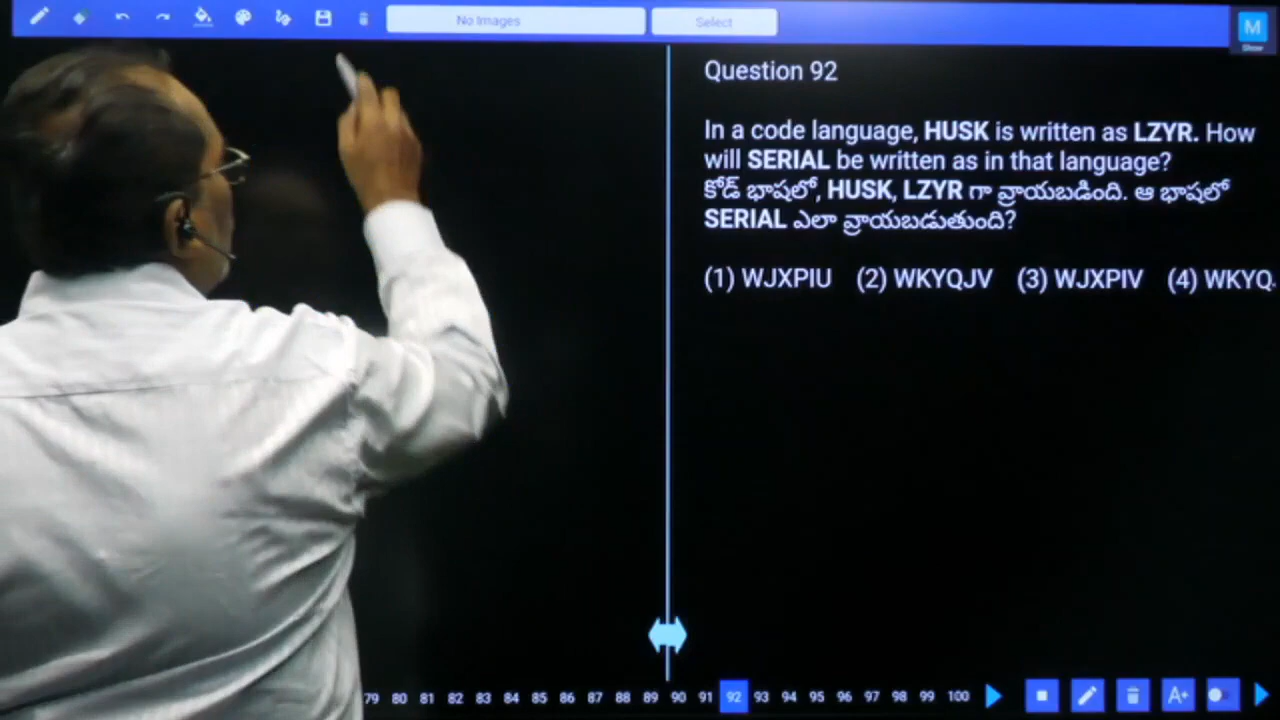 No Images
Select
M
Show
Question 92
In a code language, HUSK is written as LZYR. How
will SERIAL be written as in that language?
కోడ్ భాషలో, HUSK, LZYR గా వ్రాయబడింది. ఆ భాషలో
SERIAL ఎలా వ్రాయబడుతుంది?
(1) WJXPIU (2) WKYQJV (3) WJXPIV (4) WKYQ
79 80 81 82 83 84 85 86 87 88 89 90 91 92 93 94 95 96 97 98 99 100
A+